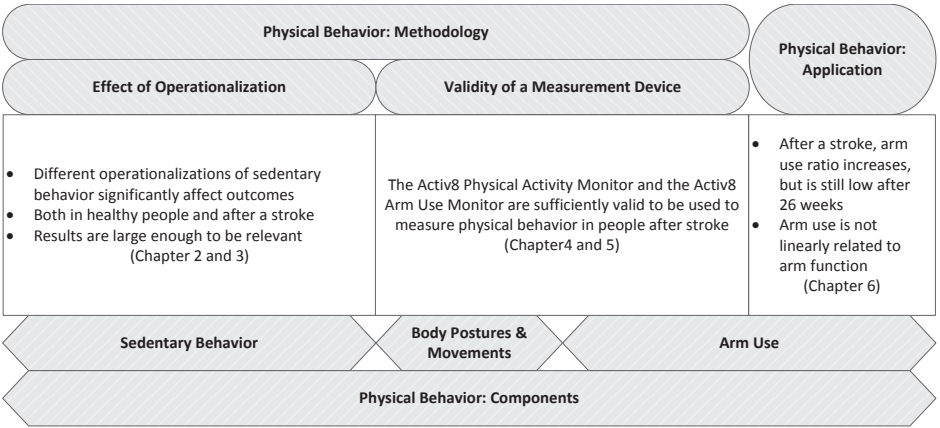 Physical Behavior: Methodology
Physical Behavior:
Application
Effect of Operationalization
Validity of a Measurement Device
• Different operationalizations of sedentary
behavior significantly affect outcomes
• Both in healthy people and after a stroke
• Results are large enough to be relevant
(Chapter 2 and 3)
The Activ8 Physical Activity Monitor and the Activ8
Arm Use Monitor are sufficiently valid to be used to
measure physical behavior in people after stroke
(Chapter4 and 5)
• After a stroke, arm
use ratio increases,
but is still low after
26 weeks
• Arm use is not
linearly related to
arm function
(Chapter 6)
Sedentary Behavior
Body Postures &
Movements
Arm Use
Physical Behavior: Components